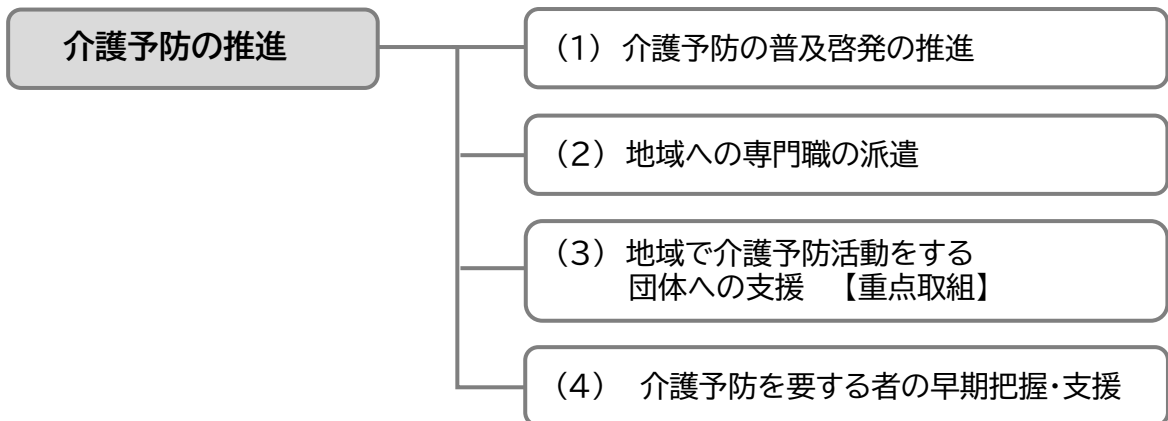 介護予防の推進
（1） 介護予防の普及啓発の推進
（2） 地域への専門職の派遣
（3） 地域で介護予防活動をする
団体への支援　【重点取組】
（4）　介護予防を要する者の早期把握・支援